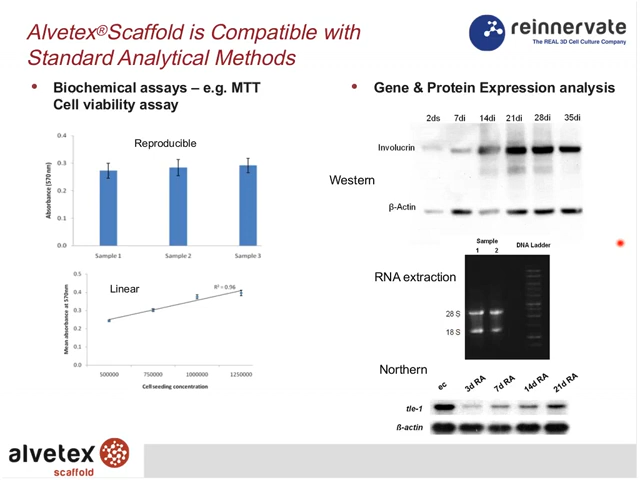 Alvetex®Scaffold is Compatible with
Standard Analytical Methods
reinnervate
The REAL 3D Cell Culture Company
• Biochemical assays – e.g. MTT
Cell viability assay
Reproducible
Absorbance (570 nm)
0.4
0.3
0.2
0.1
0.0
Sample 1 Sample 2 Sample 3
Linear
R² = 0.96
Mean absorbance at 570nm
0.5
0.4
0.3
0.2
0.1
0.0
500000 750000 1000000 1250000
Cell seeding concentration
• Gene & Protein Expression analysis
2ds 7di 14di 21di 28di 35di
Involucrin
Western
β-Actin
Sample
1 2
DNA Ladder
RNA extraction
28 S
18 S
Northern
ec 3d RA 7d RA 14d RA 21d RA
tle-1
ß-actin
alvetex
scaffold